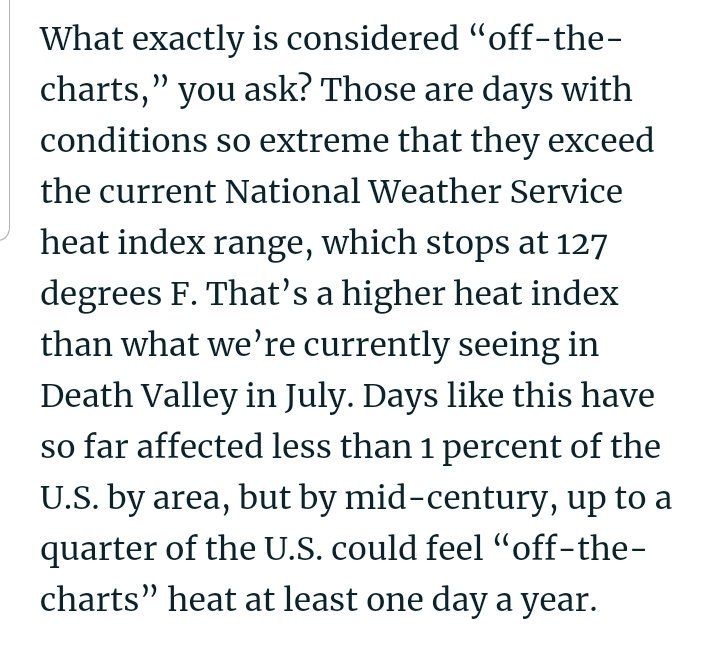 What exactly is considered “off-the-
charts,” you ask? Those are days with
conditions so extreme that they exceed
the current National Weather Service
heat index range, which stops at 127
degrees F. That’s a higher heat index
than what we’re currently seeing in
Death Valley in July. Days like this have
so far affected less than 1 percent of the
U.S. by area, but by mid-century, up to a
quarter of the U.S. could feel “off-the-
charts” heat at least one day a year.